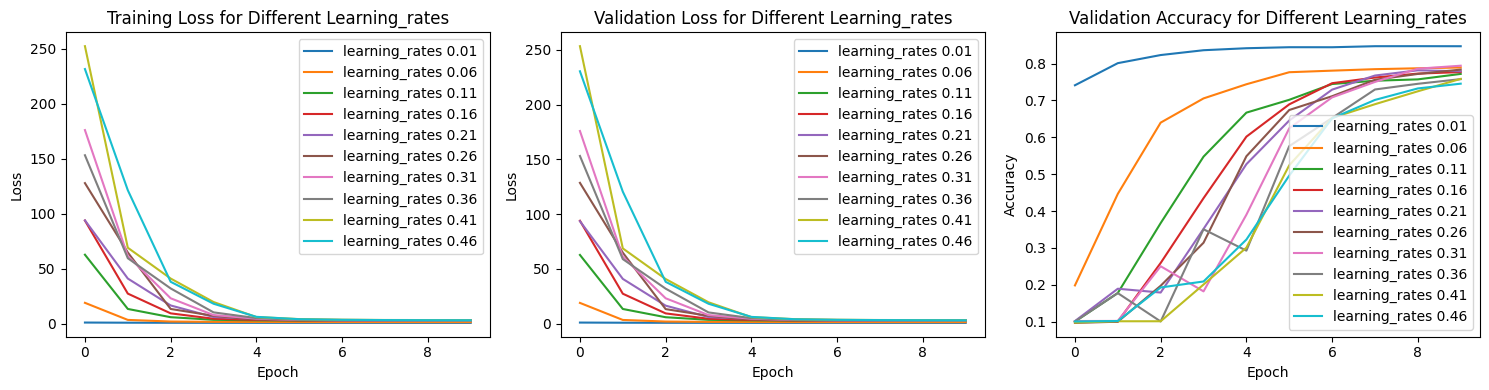 Training Loss for Different Learning_rates
Loss
250
200
150
100
50
0
learning_rates 0.01
learning_rates 0.06
learning_rates 0.11
learning_rates 0.16
learning_rates 0.21
learning_rates 0.26
learning_rates 0.31
learning_rates 0.36
learning_rates 0.41
learning_rates 0.46
0 2 4 6 8
Epoch
Validation Loss for Different Learning_rates
Loss
250
200
150
100
50
0
learning_rates 0.01
learning_rates 0.06
learning_rates 0.11
learning_rates 0.16
learning_rates 0.21
learning_rates 0.26
learning_rates 0.31
learning_rates 0.36
learning_rates 0.41
learning_rates 0.46
0 2 4 6 8
Epoch
Validation Accuracy for Different Learning_rates
Accuracy
0.8
0.7
0.6
0.5
0.4
0.3
0.2
0.1
learning_rates 0.01
learning_rates 0.06
learning_rates 0.11
learning_rates 0.16
learning_rates 0.21
learning_rates 0.26
learning_rates 0.31
learning_rates 0.36
learning_rates 0.41
learning_rates 0.46
0 2 4 6 8
Epoch